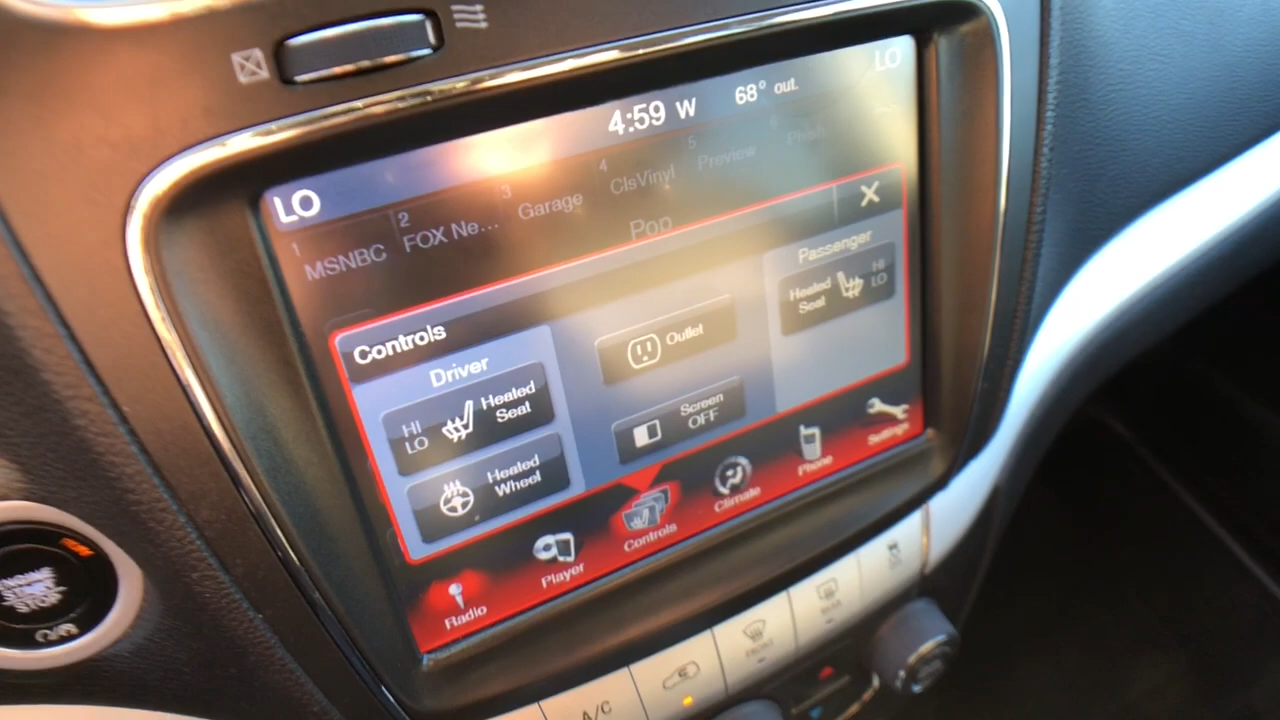 LO
4:59 W
68° out.
LO
1 MSNBC
2 FOX Ne...
3 Garage
4 ClsVinyl
5 Preview
Pop
Controls
X
Driver
HI
LO
Heated
Seat
Heated
Wheel
Outlet
Screen
OFF
Passenger
Heated
Seat
HI
LO
Radio
Player
Controls
Climate
Phone
Settings
ENGINE
START
STOP
A/C
FRONT
REAR